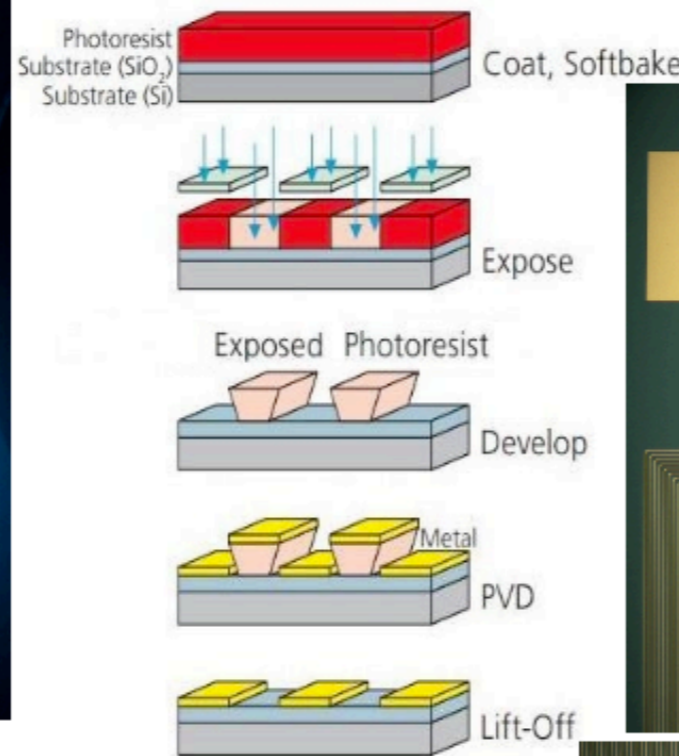 Photoresist
Substrate (SiO₂)
Substrate (Si)
Coat, Softbake
Expose
Exposed Photoresist
Develop
Metal
PVD
Lift-Off